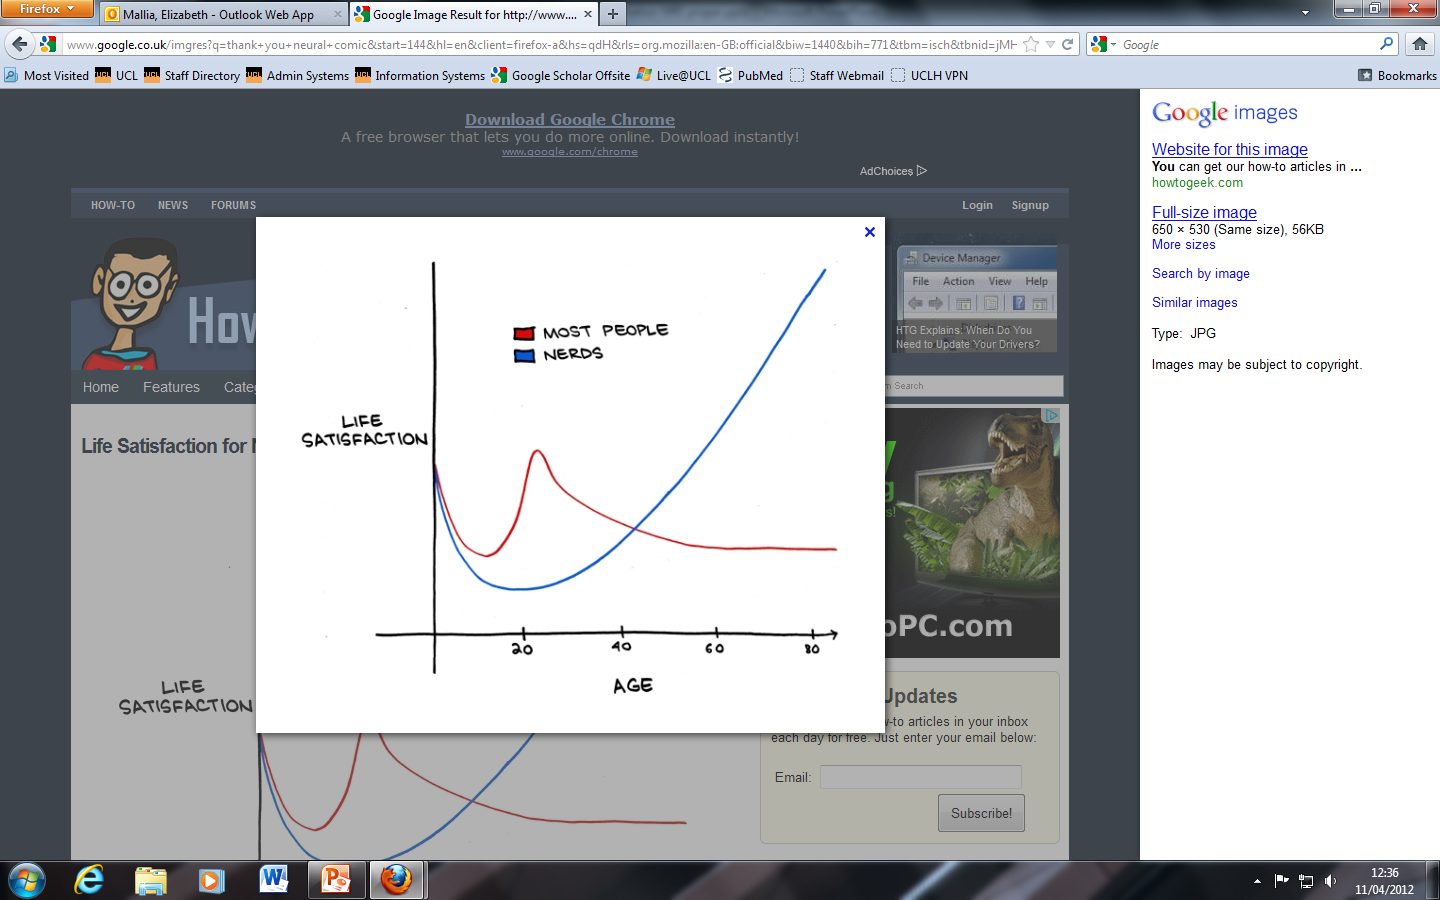 Firefox
Mallia, Elizabeth - Outlook Web App
Google Image Result for http://www....
www.google.co.uk/imgres?q=thank+you+neural+comic&start=144&hl=en&client=firefox-a&hs=qdH&rls=org.mozilla:en-GB:official&biw=1440&bih=771&tbm=isch&tbnid=jMH
Google
Most Visited
UCL
Staff Directory
Admin Systems
Information Systems
Google Scholar Offsite
Live@UCL
PubMed
Staff Webmail
UCLH VPN
Bookmarks
Download Google Chrome
A free browser that lets you do more online. Download instantly!
www.google.com/chrome
AdChoices
HOW-TO NEWS FORUMS
Login Signup
How
Home Features Cate
Device Manager
File Action View Help
HTG Explains: When Do You
Need to Update Your Drivers?
Search
Life Satisfaction for
MOST PEOPLE
NERDS
LIFE
SATISFACTION
20 40 60 80
AGE
LIFE
SATISFACTION
PC.com
Updates
w-to articles in your inbox
each day for free. Just enter your email below:
Email:
Subscribe!
Google images
Website for this image
You can get our how-to articles in ...
howtogeek.com
Full-size image
650 × 530 (Same size), 56KB
More sizes
Search by image
Similar images
Type: JPG
Images may be subject to copyright.
12:36
11/04/2012